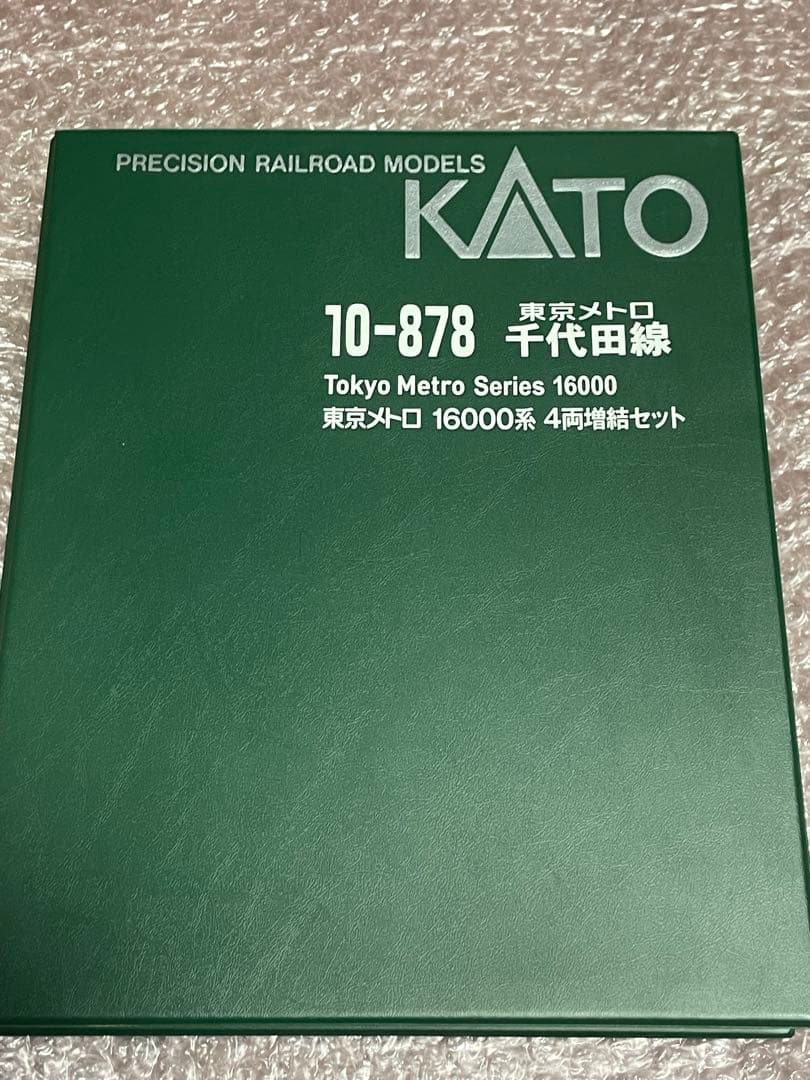 PRECISION RAILROAD MODELS
KATO
10-878 東京メトロ 千代田線
Tokyo Metro Series 16000
東京メトロ 16000系 4両増結セット